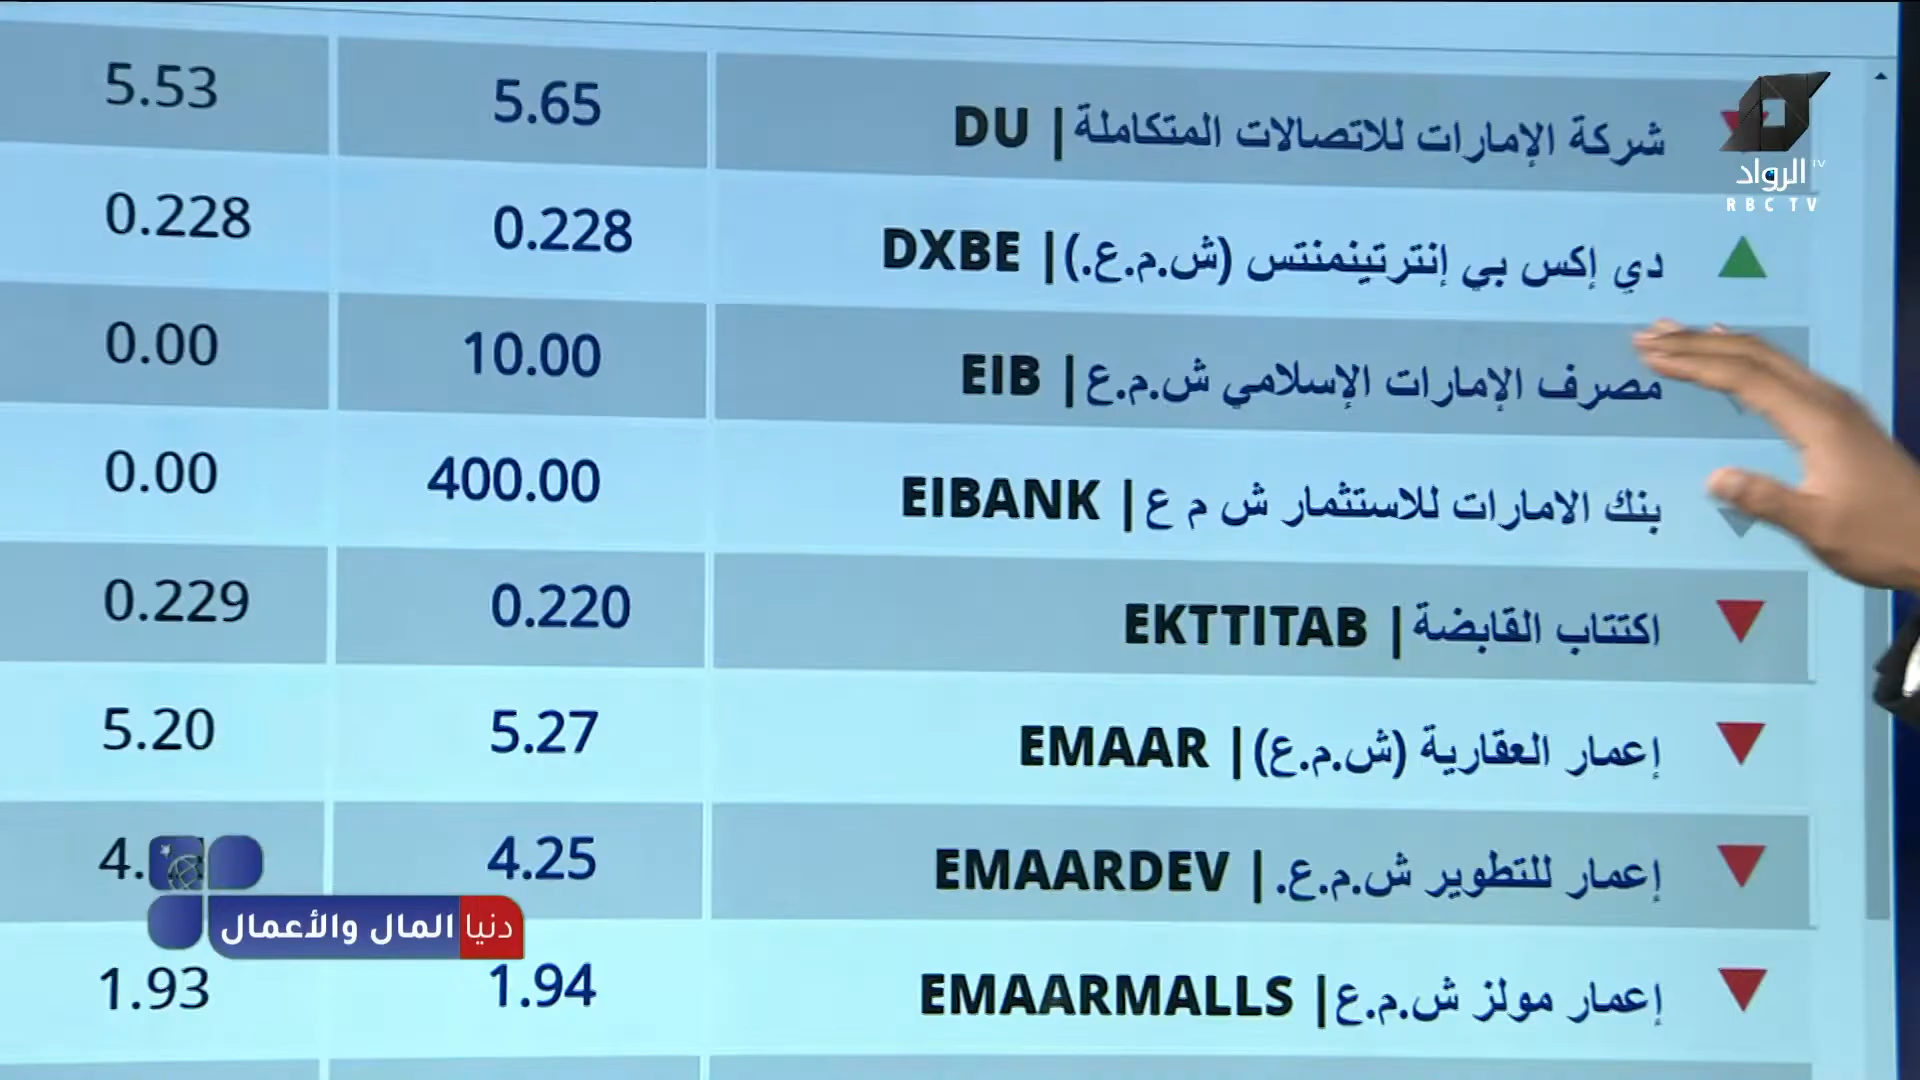 شركة الإمارات للاتصالات المتكاملة | DU 5.65 5.53
الرواد TV
RBC TV
دي إكس بي إنترتينمنتس (ش.م.ع.) | DXBE 0.228 0.228
مصرف الإمارات الإسلامي ش.م.ع | EIB 10.00 0.00
بنك الامارات للاستثمار ش م ع | EIBANK 400.00 0.00
اكتتاب القابضة | EKTTITAB 0.220 0.229
إعمار العقارية (ش.م.ع) | EMAAR 5.27 5.20
إعمار للتطوير ش.م.ع. | EMAARDEV 4.25 4.
دنيا المال والأعمال
إعمار مولز ش.م.ع | EMAARMALLS 1.94 1.93